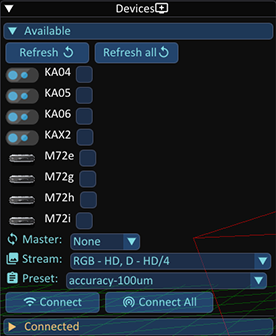 Devices
Available
Refresh Refresh all
KA04
KA05
KA06
KAX2
M72e
M72g
M72h
M72i
Master: None
Stream: RGB - HD, D - HD/4
Preset: accuracy-100um
Connect Connect All
Connected